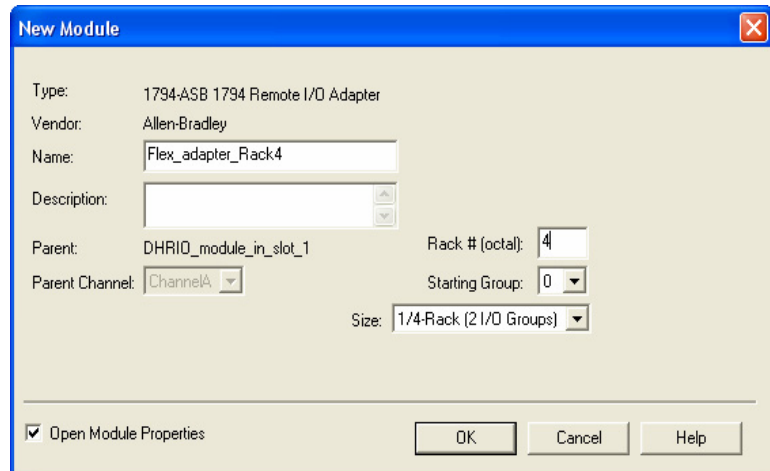 New Module
Type: 1794-ASB 1794 Remote I/O Adapter
Vendor: Allen-Bradley
Name: Flex_adapter_Rack4
Description:
Parent: DHRIO_module_in_slot_1
Rack # (octal): 4
Parent Channel: ChannelA
Starting Group: 0
Size: 1/4-Rack (2 I/O Groups)
Open Module Properties
OK
Cancel
Help